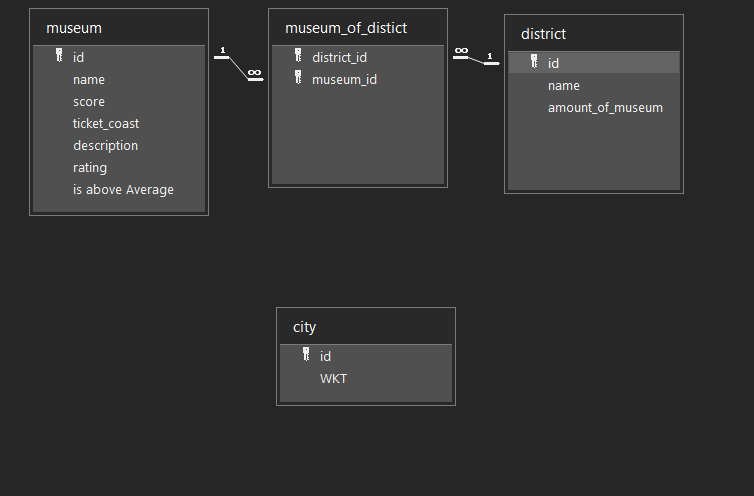 museum
id
name
score
ticket_coast
description
rating
is above Average
1
∞
museum_of_distict
district_id
museum_id
∞
1
district
id
name
amount_of_museum
city
id
WKT